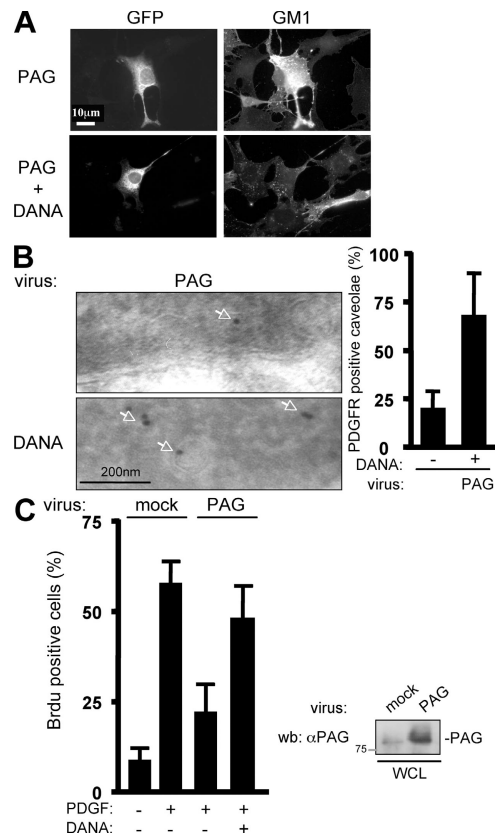 A
GFP
GM1
PAG
10μm
PAG
+
DANA
B
virus:
PAG
DANA
200nm
PDGFR positive caveolae (%)
100
75
50
25
0
DANA:
-
+
virus:
PAG
C
virus:
mock
PAG
Brdu positive cells (%)
75
50
25
0
PDGF:
-
+
+
+
DANA:
+
virus:
mock
PAG
wb: αPAG
75
-PAG
WCL